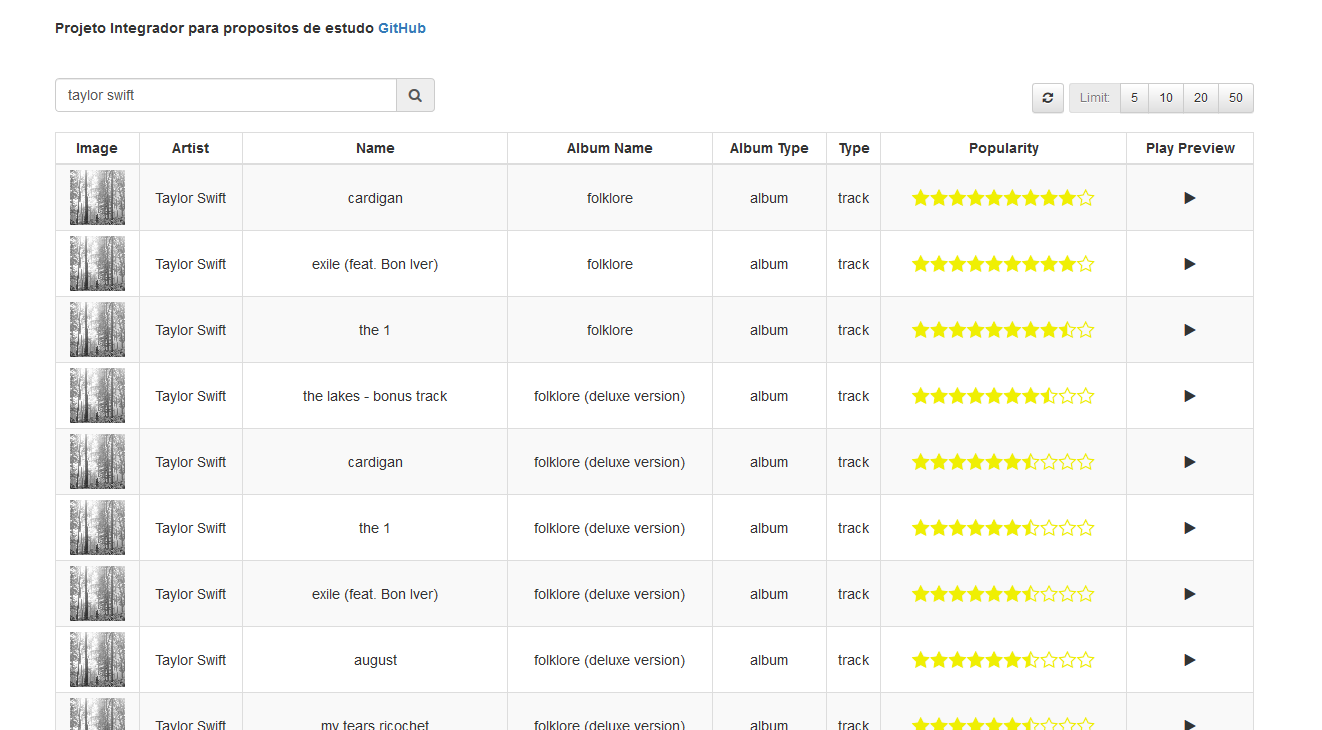 Projeto Integrador para propositos de estudo GitHub
taylor swift
Limit: 5 10 20 50
Image Artist Name Album Name Album Type Type Popularity Play Preview
Taylor Swift cardigan folklore album track
Taylor Swift exile (feat. Bon Iver) folklore album track
Taylor Swift the 1 folklore album track
Taylor Swift the lakes - bonus track folklore (deluxe version) album track
Taylor Swift cardigan folklore (deluxe version) album track
Taylor Swift the 1 folklore (deluxe version) album track
Taylor Swift exile (feat. Bon Iver) folklore (deluxe version) album track
Taylor Swift august folklore (deluxe version) album track
Taylor Swift my tears ricochet folklore (deluxe version) album track